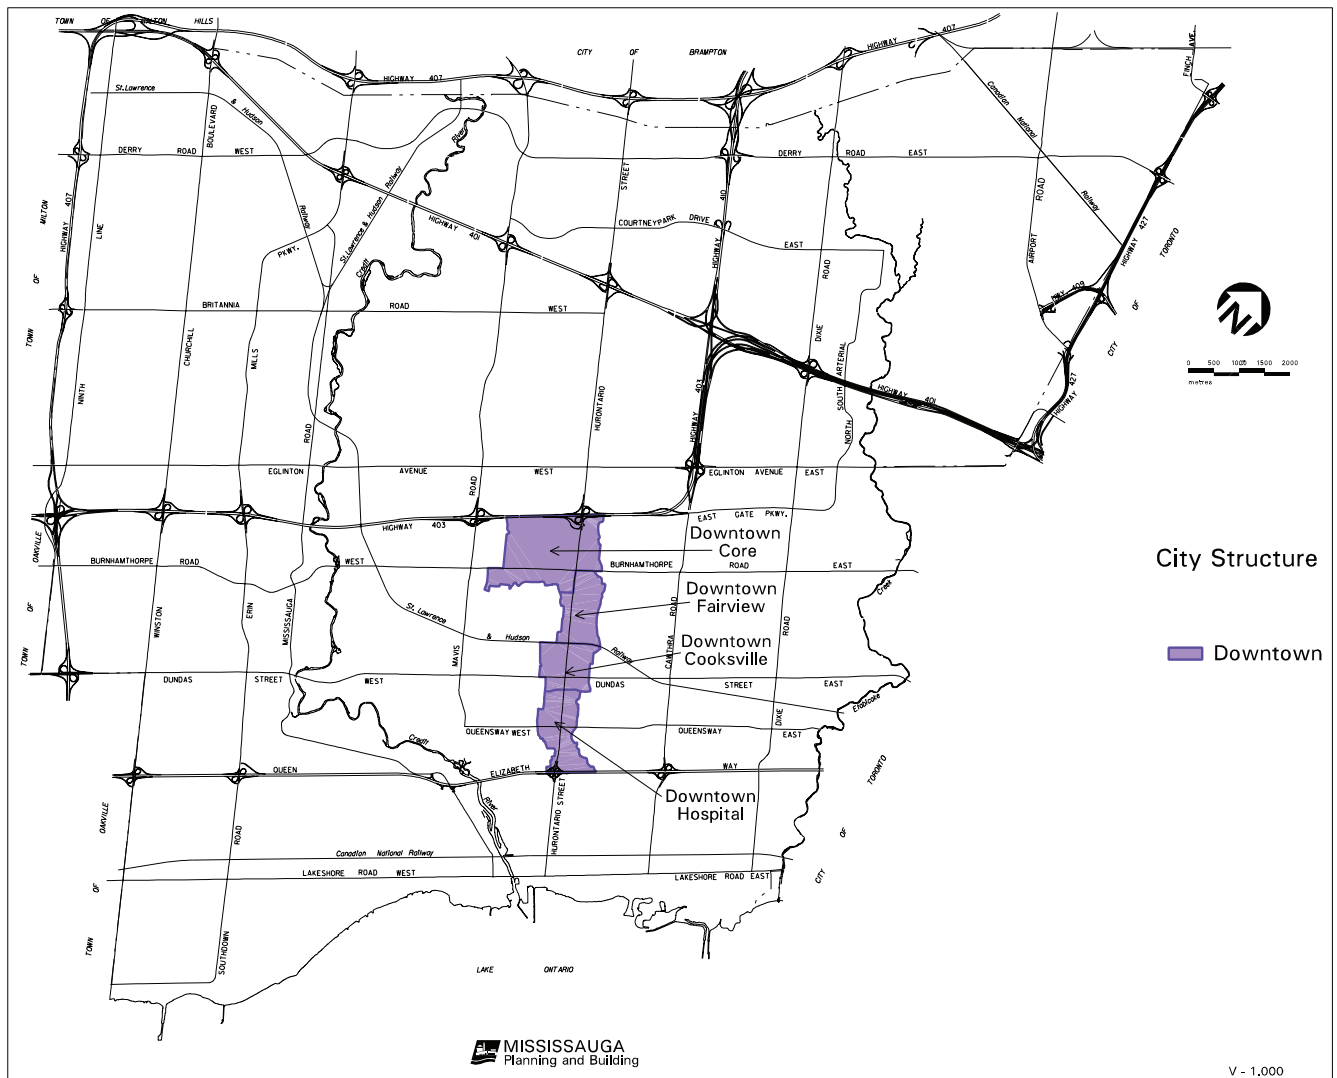 TOWN OF HALTON HILLS
CITY OF BRAMPTON
HIGHWAY 407
HIGHWAY 407
FINCH AVE.
St.Lawrence & Hudson Railway
BOULEVARD
River
Canadian National Railway
DERRY ROAD WEST
DERRY ROAD EAST
STREET
410
ROAD
HIGHWAY 407
TOWN OF MILTON
LINE
PKWY.
St.Lawrence & Hudson Railway
HIGHWAY 401
COURTNEYPARK DRIVE EAST
HIGHWAY
AIRPORT
HIGHWAY 427
CITY OF TORONTO
Credit
ROAD
HWY. 409
BRITANNIA ROAD WEST
N
0 500 1000 1500 2000
metres
CHURCHILL
MILLS
DIXIE
SOUTH ARTERIAL
NINTH
HURONTARIO
HIGHWAY 403
HIGHWAY 401
HIGHWAY 427
NORTH
ROAD
EGLINTON AVENUE WEST
EGLINTON AVENUE EAST
ROAD
HIGHWAY 403
EAST GATE PKWY.
Downtown
Core
City Structure
TOWN OF OAKVILLE
BURNHAMTHORPE ROAD WEST
BURNHAMTHORPE ROAD EAST
Creek
Downtown
Fairview
WINSTON
ERIN
MISSISSAUGA
St. Lawrence & Hudson Railway
ROAD
ROAD
Downtown
Cooksville
MAVIS
CAWTHRA
Downtown
DUNDAS STREET WEST
DUNDAS STREET EAST
Etobicoke
DIXIE
QUEENSWAY WEST
QUEENSWAY EAST
Credit
QUEEN ELIZABETH WAY
River
Downtown
Hospital
HURONTARIO STREET
TOWN OF OAKVILLE
ROAD
CITY OF TORONTO
Canadian National Railway
LAKESHORE ROAD WEST
LAKESHORE ROAD EAST
SOUTHDOWN
LAKE ONTARIO
MISSISSAUGA
Planning and Building
V - 1.000